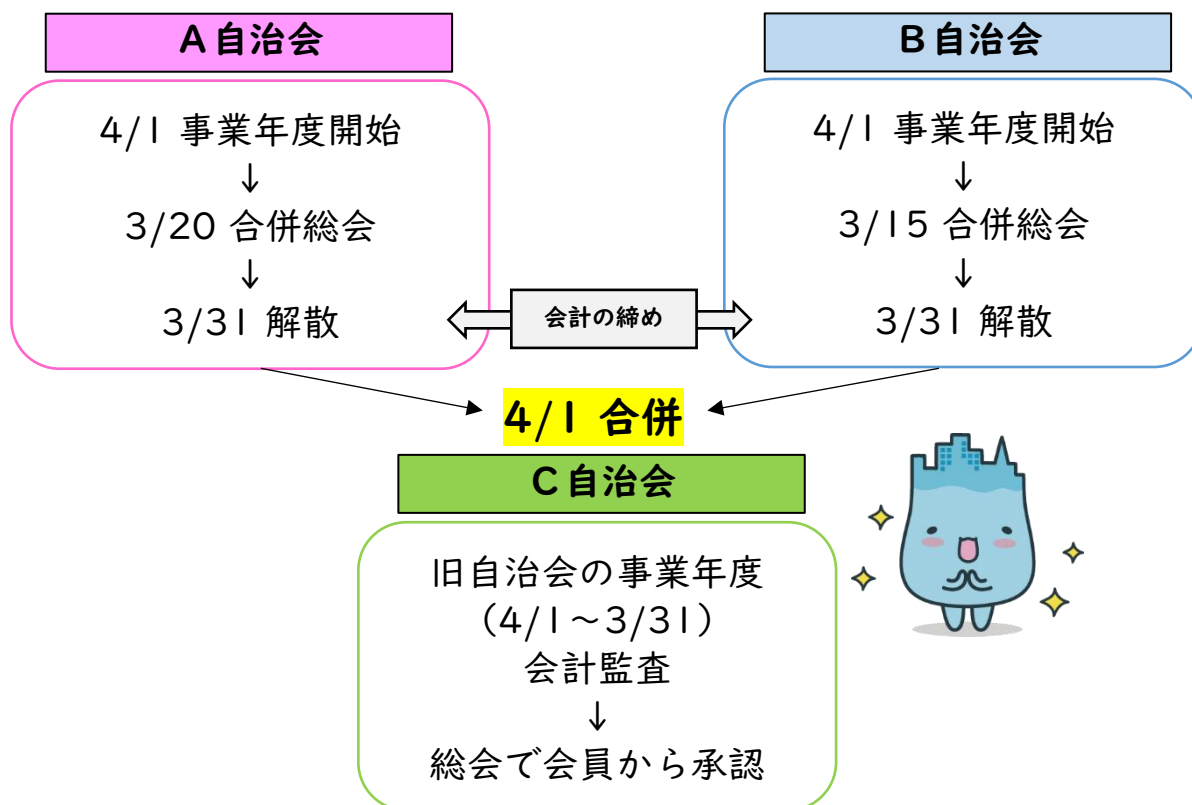 A自治会
4/1 事業年度開始
↓
3/20 合併総会
↓
3/31 解散
B自治会
4/1 事業年度開始
↓
3/15 合併総会
↓
3/31 解散
会計の締め
4/1 合併
C自治会
旧自治会の事業年度
(4/1~3/31)
会計監査
↓
総会で会員から承認